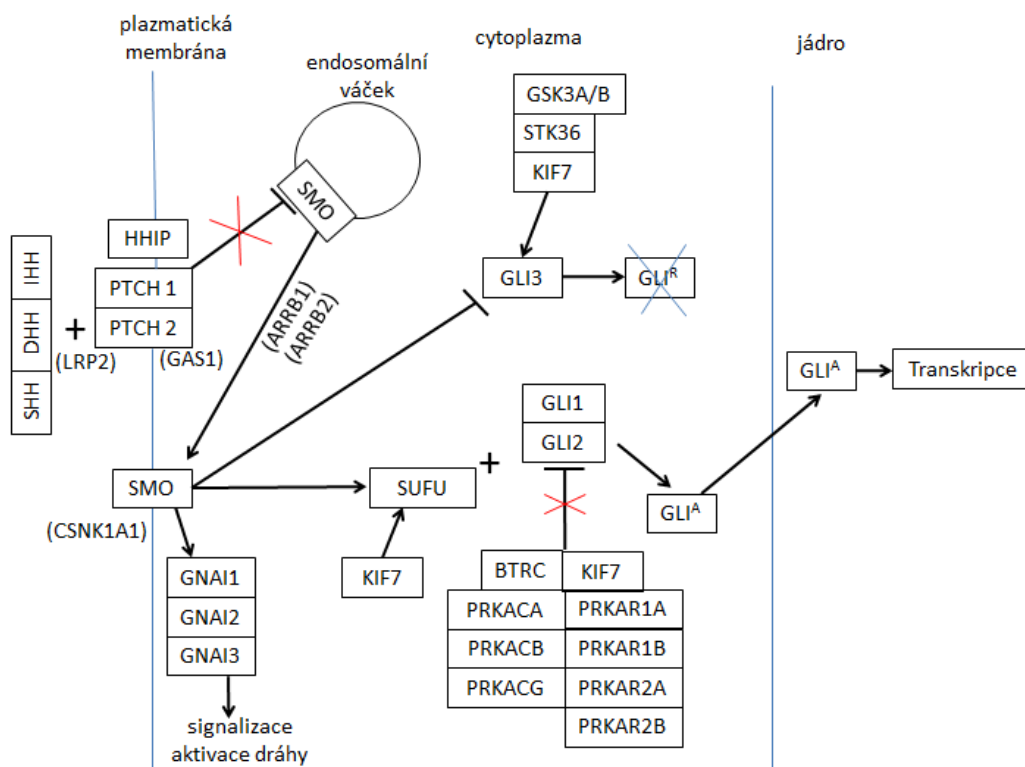 plazmatická
membrána
endosomální
váček
cytoplazma
jádro
GSK3A/B
STK36
KIF7
SMO
HHIP
IHH
DHH
SHH
+
PTCH 1
PTCH 2
(LRP2)
(GAS1)
(ARRB1)
(ARRB2)
GLI3
GLIᴿ
GLIᴬ
Transkripce
GLI1
GLI2
+
SMO
SUFU
GLIᴬ
(CSNK1A1)
GNAI1
GNAI2
GNAI3
KIF7
BTRC
KIF7
PRKACA
PRKAR1A
PRKACB
PRKAR1B
PRKACG
PRKAR2A
PRKAR2B
signalizace
aktivace dráhy